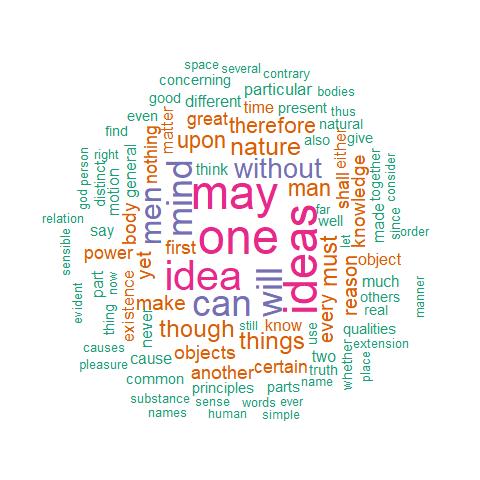 space several contrary
concerning
particular bodies
good different
even great time present thus
matter upon therefore natural
find nothing nature also either give
right general think without
god person distinct motion mind may man shall knowledge together consider
relation say body men one far well made since order
sensible power yet first ideas let
part existence idea will every must reason object
evident now thing make can much manner
never though still know use others real
causes cause objects things qualities
pleasure another certain two whether extension
common truth place
substance principles parts name
names sense words ever
human simple